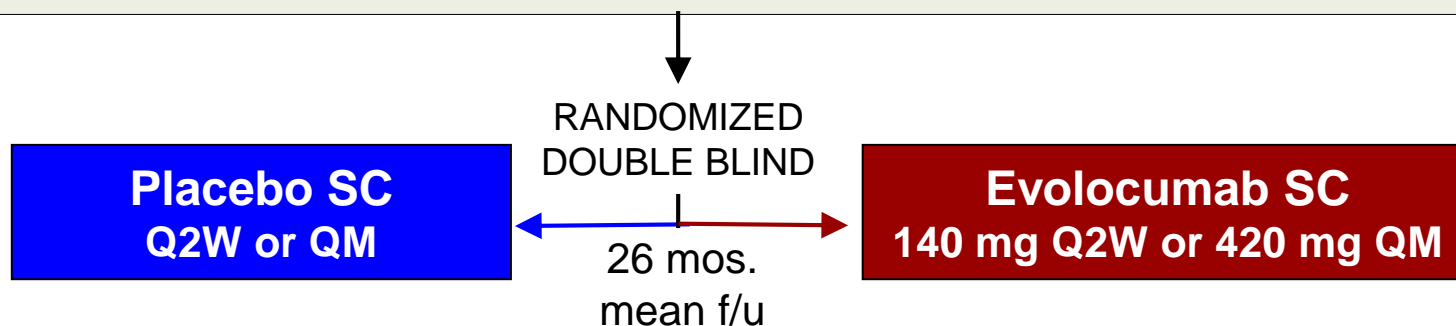 RANDOMIZED
DOUBLE BLIND
Placebo SC
Q2W or QM
Evolocumab SC
140 mg Q2W or 420 mg QM
26 mos.
mean f/u